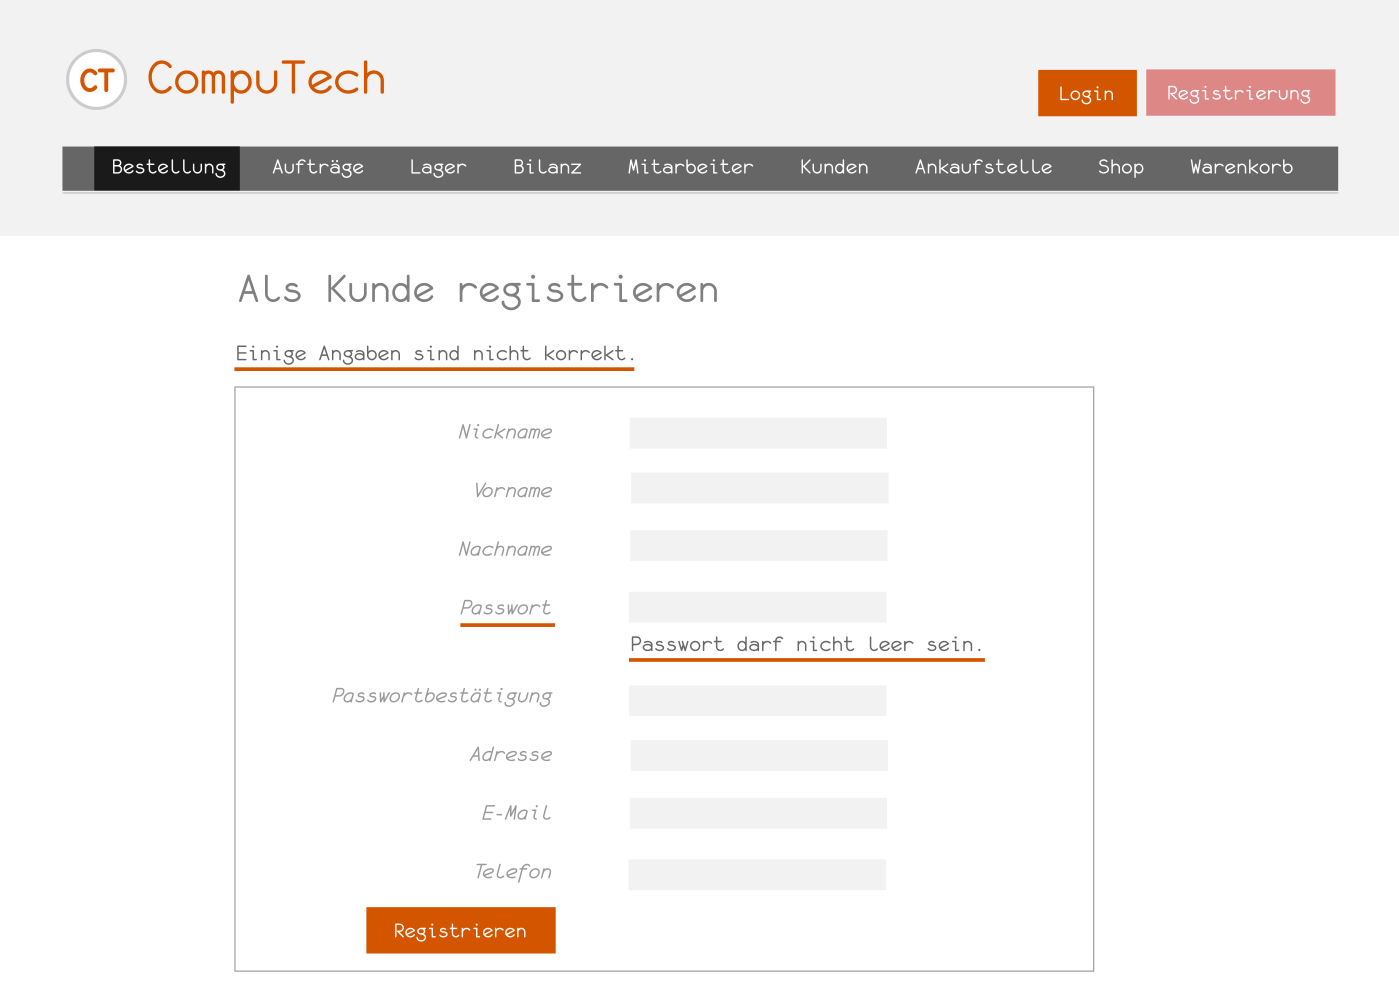 CT CompuTech
Login Registrierung
Bestellung Aufträge Lager Bilanz Mitarbeiter Kunden Ankaufstelle Shop Warenkorb
Als Kunde registrieren
Einige Angaben sind nicht korrekt.
Nickname
Vorname
Nachname
Passwort
Passwort darf nicht leer sein.
Passwortbestätigung
Adresse
E-Mail
Telefon
Registrieren